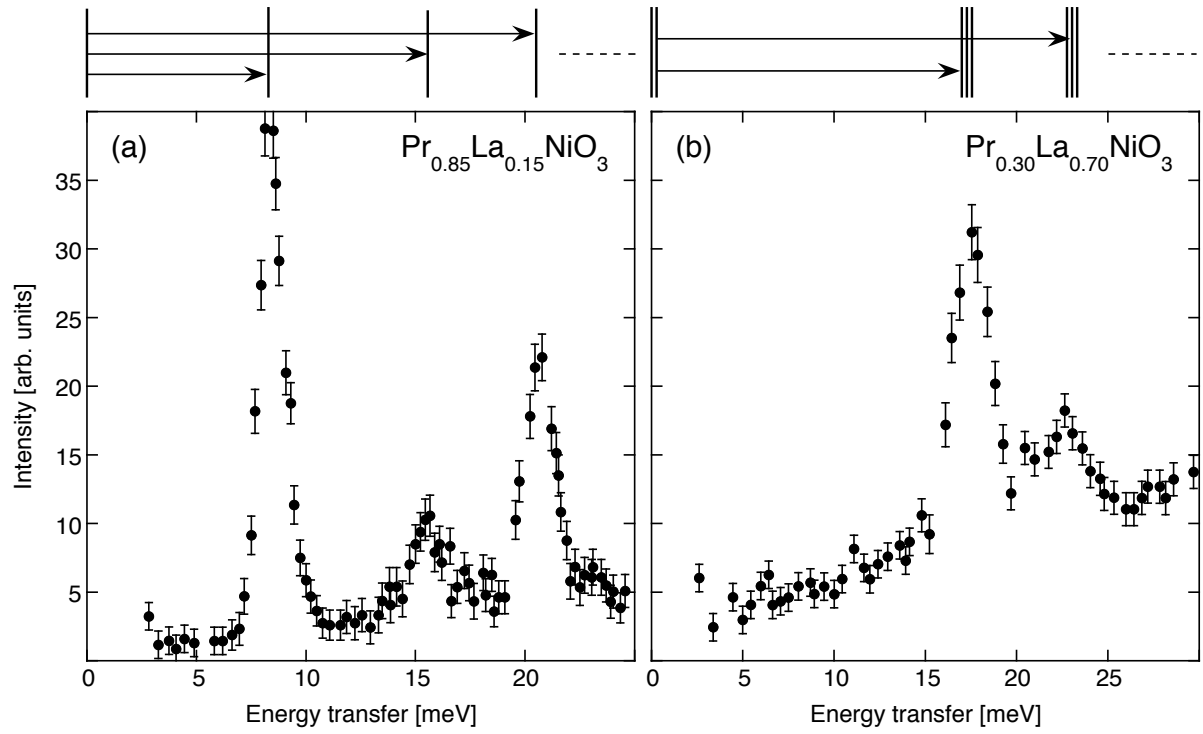 (a) Pr0.85La0.15NiO3
(b) Pr0.30La0.70NiO3
Intensity [arb. units]
35
30
25
20
15
10
5
0 5 10 15 20
0 5 10 15 20 25
Energy transfer [meV]
Energy transfer [meV]